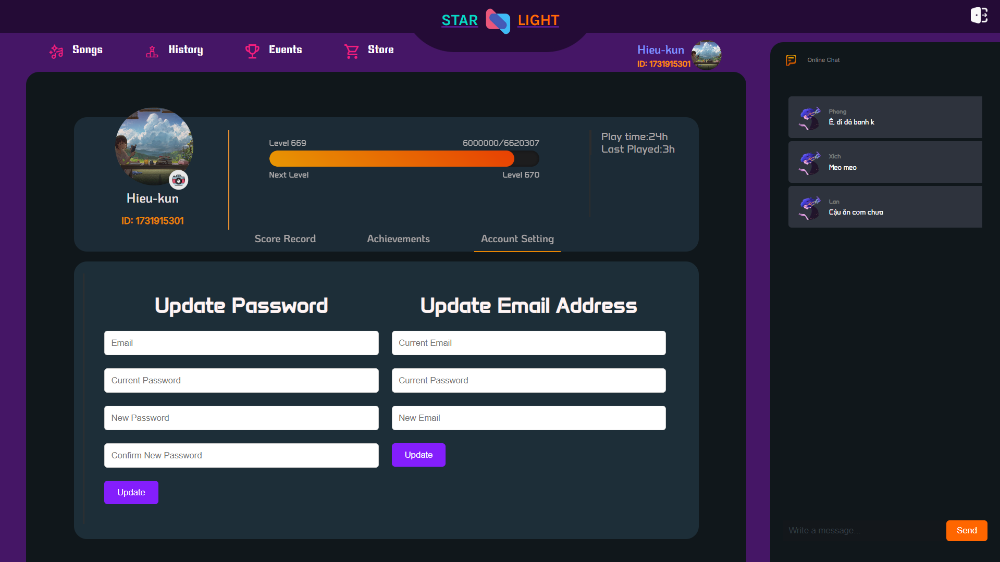 STAR LIGHT
Songs
History
Events
Store
Hieu-kun
ID: 1731915301
Hieu-kun
ID: 1731915301
Level 669
6000000/6620307
Next Level
Level 670
Play time:24h
Last Played:3h
Score Record
Achievements
Account Setting
Update Password
Email
Current Password
New Password
Confirm New Password
Update
Update Email Address
Current Email
Current Password
New Email
Update
Online Chat
Phong
Ê, đi đá banh k
Xích
Meo meo
Lan
Cậu ăn cơm chưa
Write a message...
Send